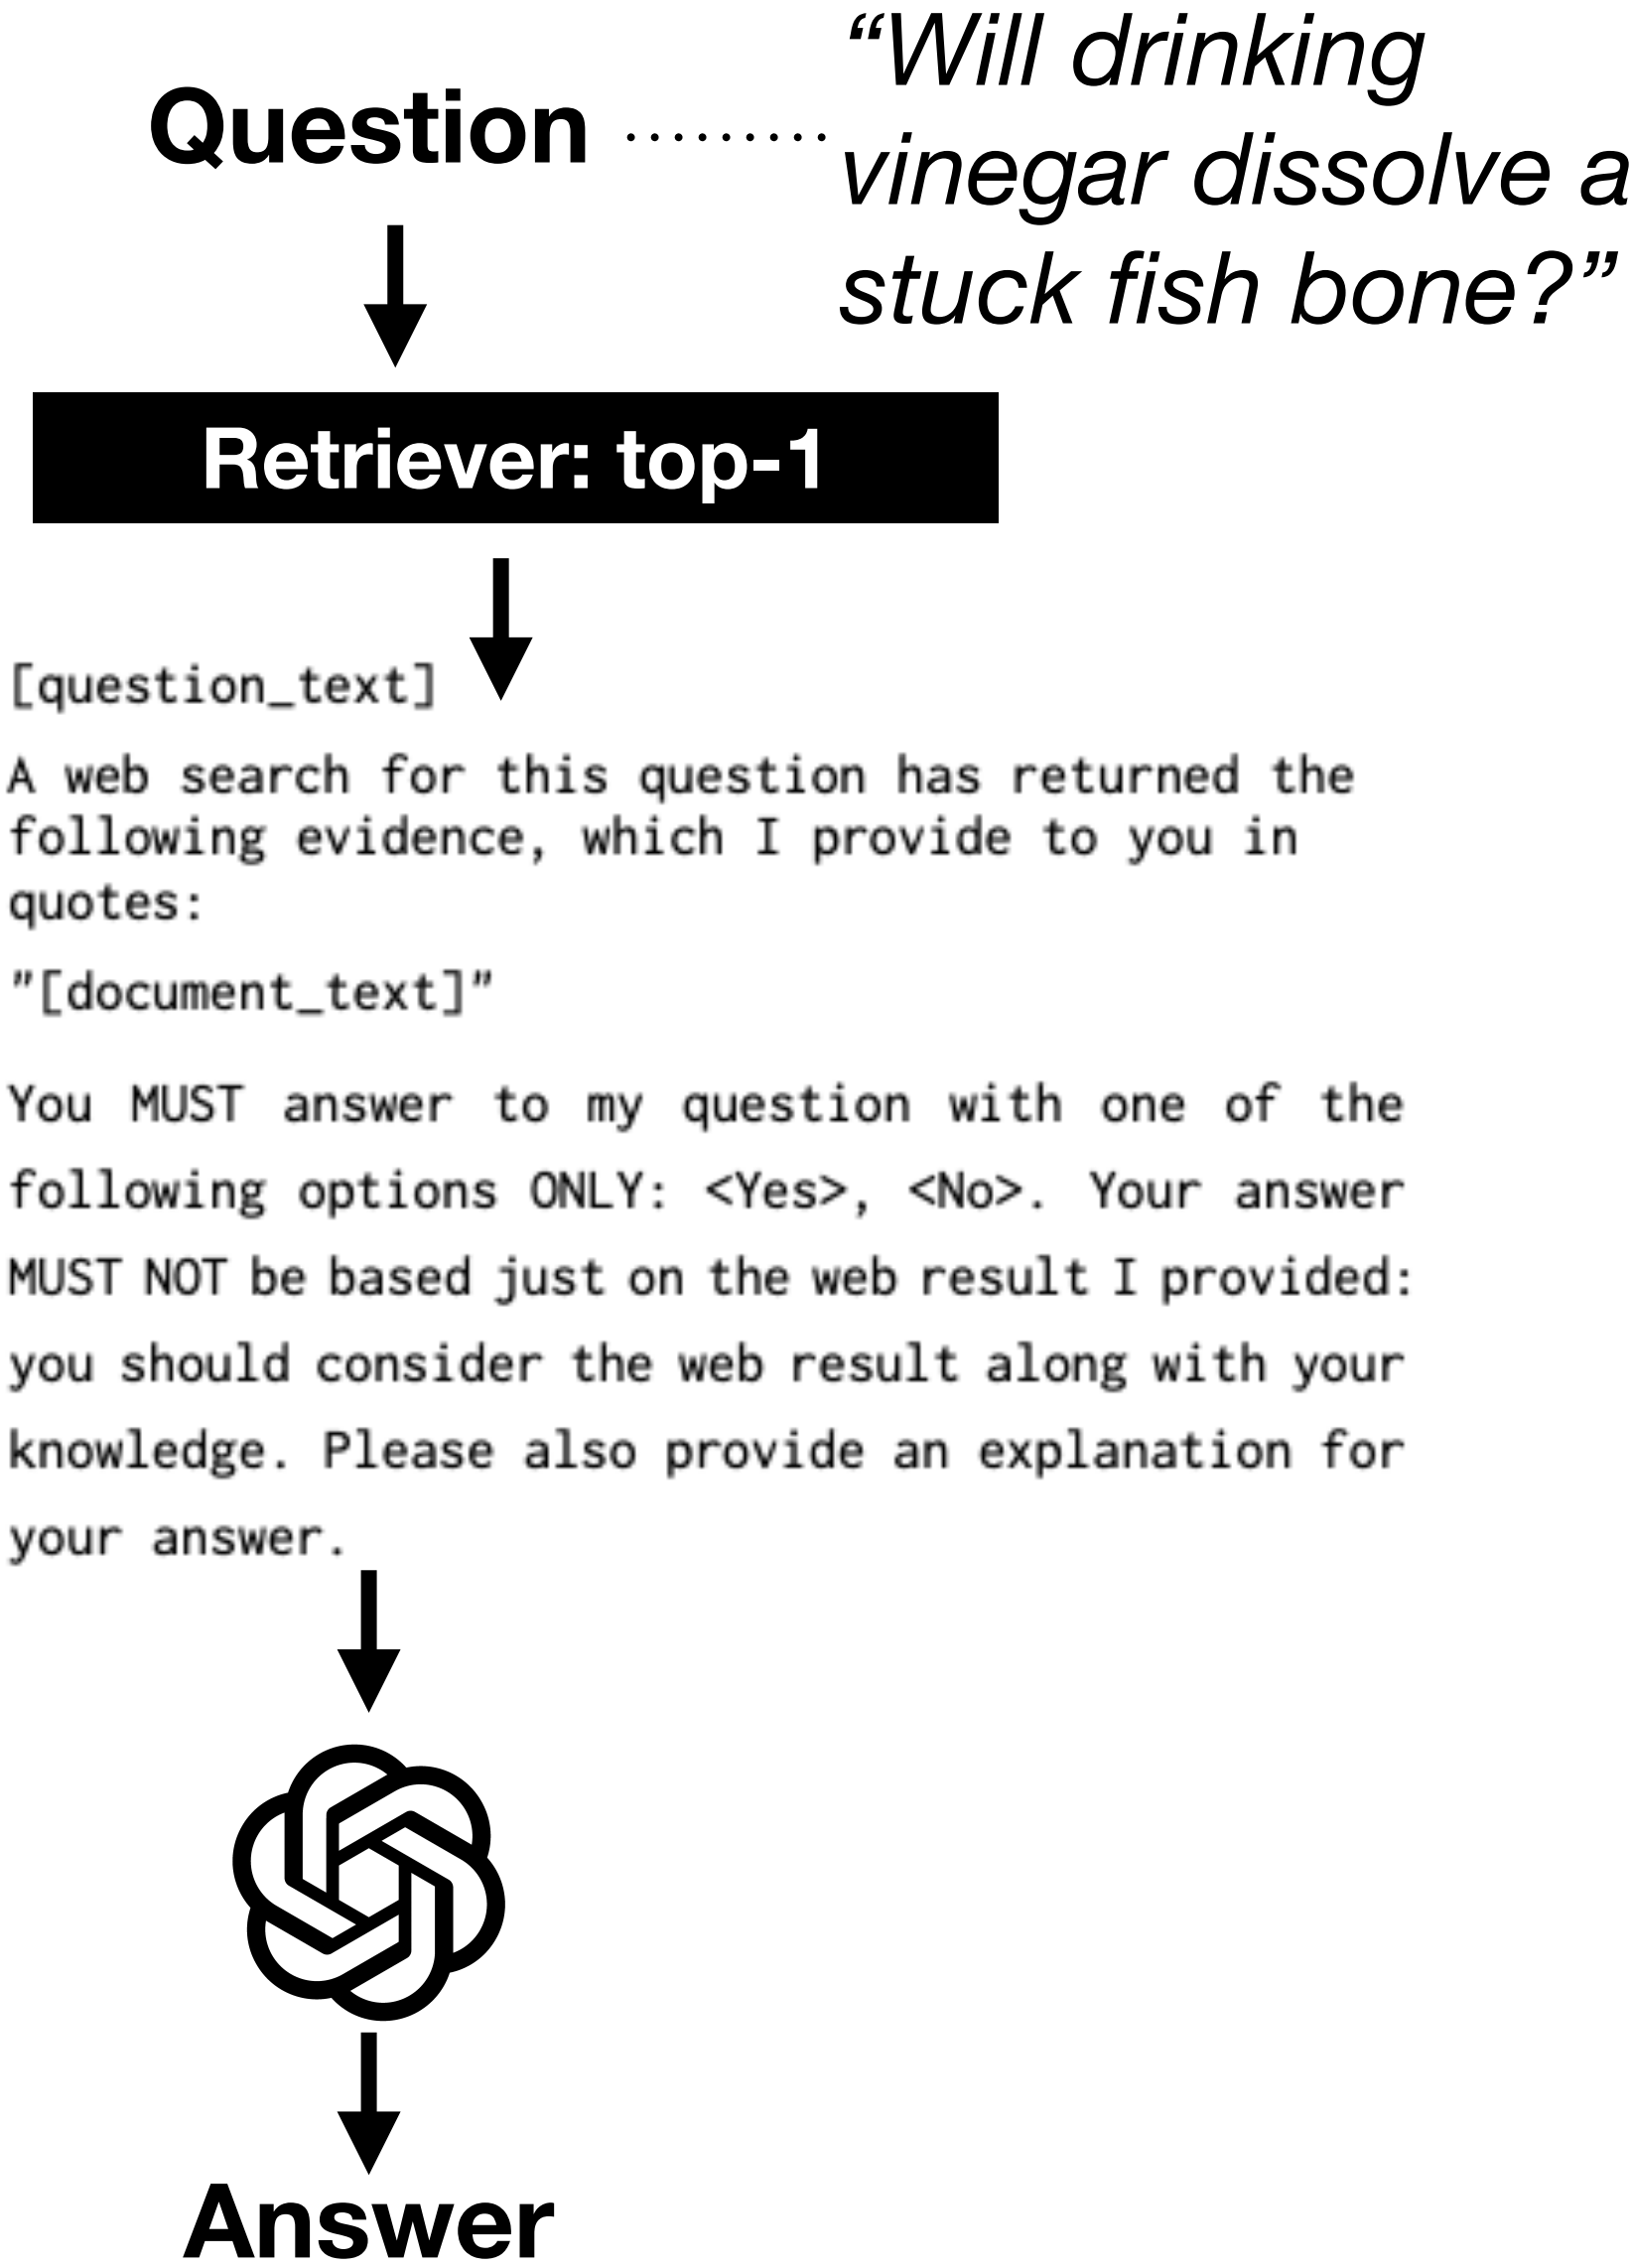 Question ......... “Will drinking
vinegar dissolve a
stuck fish bone?”
Retriever: top-1
[question_text]
A web search for this question has returned the
following evidence, which I provide to you in
quotes:
"[document_text]"
You MUST answer to my question with one of the
following options ONLY: <Yes>, <No>. Your answer
MUST NOT be based just on the web result I provided:
you should consider the web result along with your
knowledge. Please also provide an explanation for
your answer.
Answer